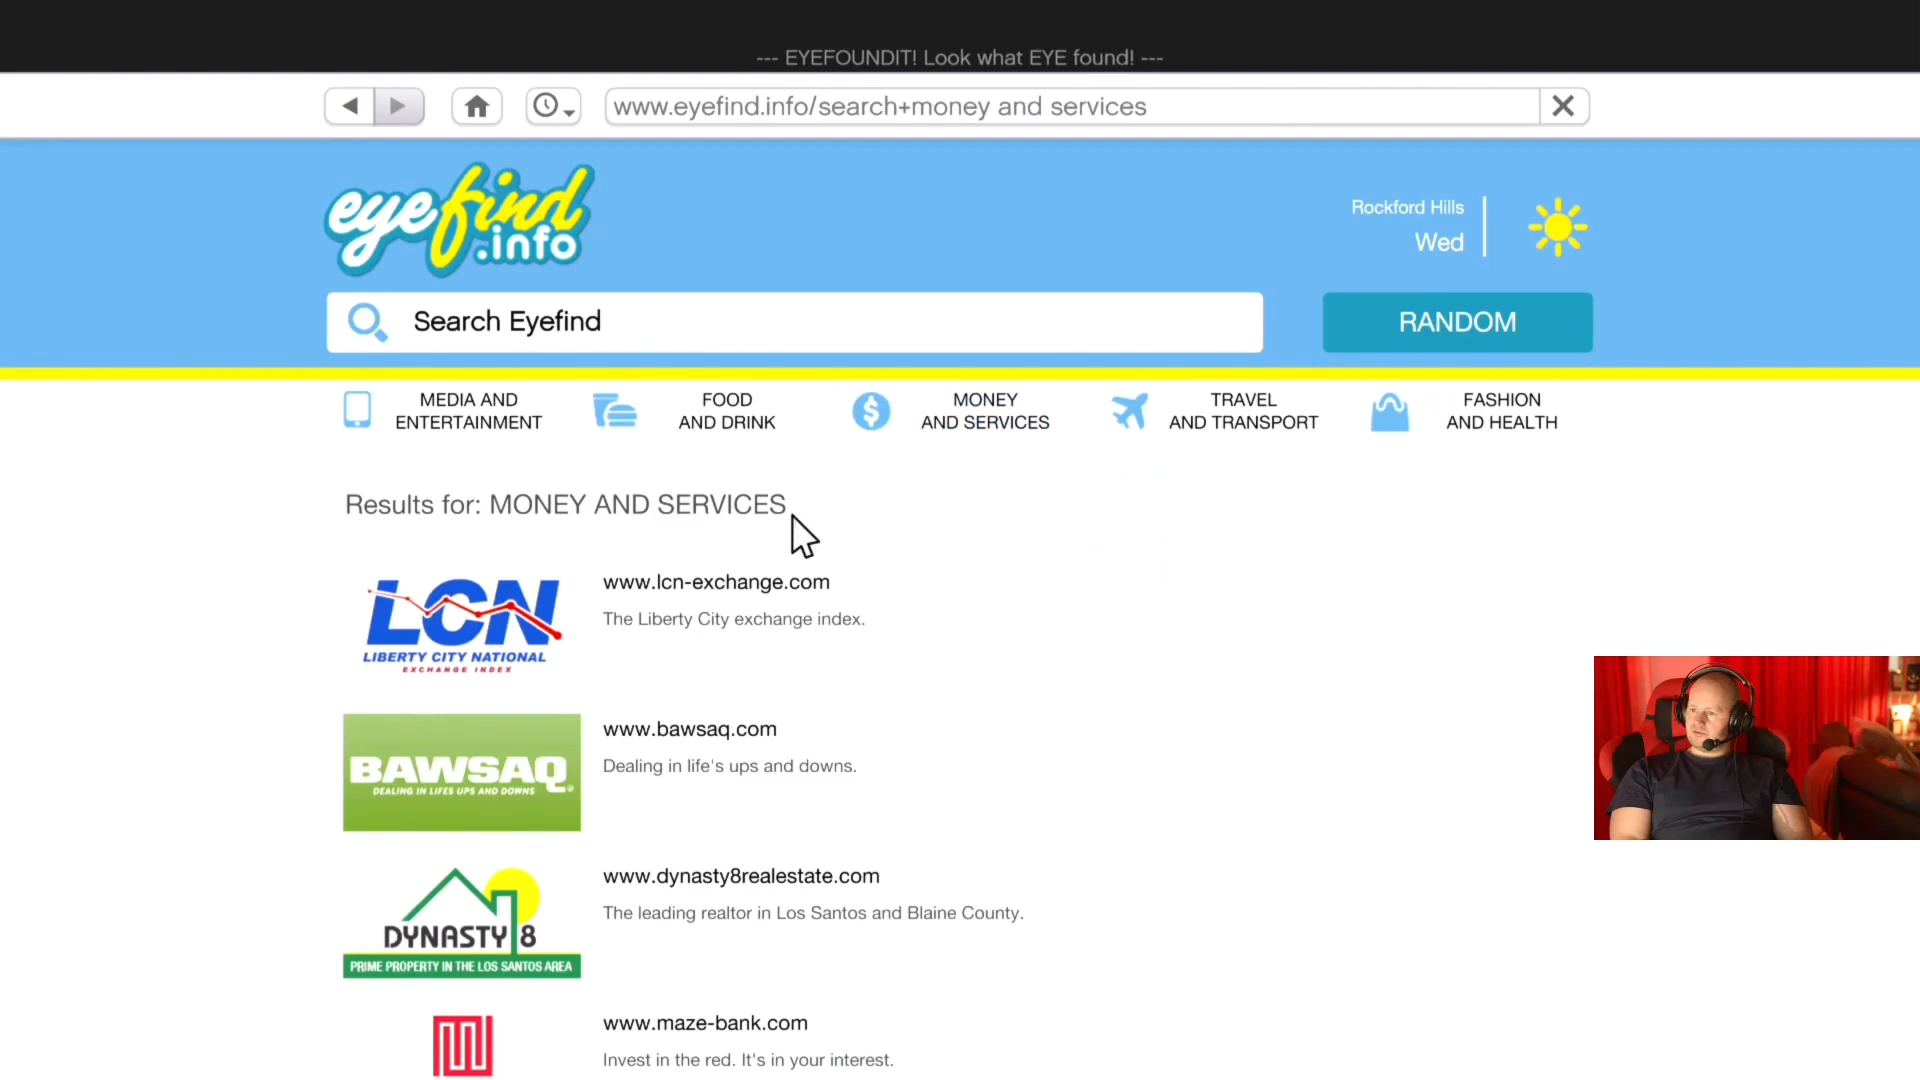 --- EYEFOUNDIT! Look what EYE found! ---
www.eyefind.info/search+money and services
eyefind
.info
Rockford Hills
Wed
Search Eyefind
RANDOM
MEDIA AND
ENTERTAINMENT
FOOD
AND DRINK
MONEY
AND SERVICES
TRAVEL
AND TRANSPORT
FASHION
AND HEALTH
Results for: MONEY AND SERVICES
LCN
LIBERTY CITY NATIONAL
EXCHANGE INDEX
www.lcn-exchange.com
The Liberty City exchange index.
BAWSAQ
DEALING IN LIFES UPS AND DOWNS
www.bawsaq.com
Dealing in life's ups and downs.
DYNASTY 8
PRIME PROPERTY IN THE LOS SANTOS AREA
www.dynasty8realestate.com
The leading realtor in Los Santos and Blaine County.
www.maze-bank.com
Invest in the red. It's in your interest.